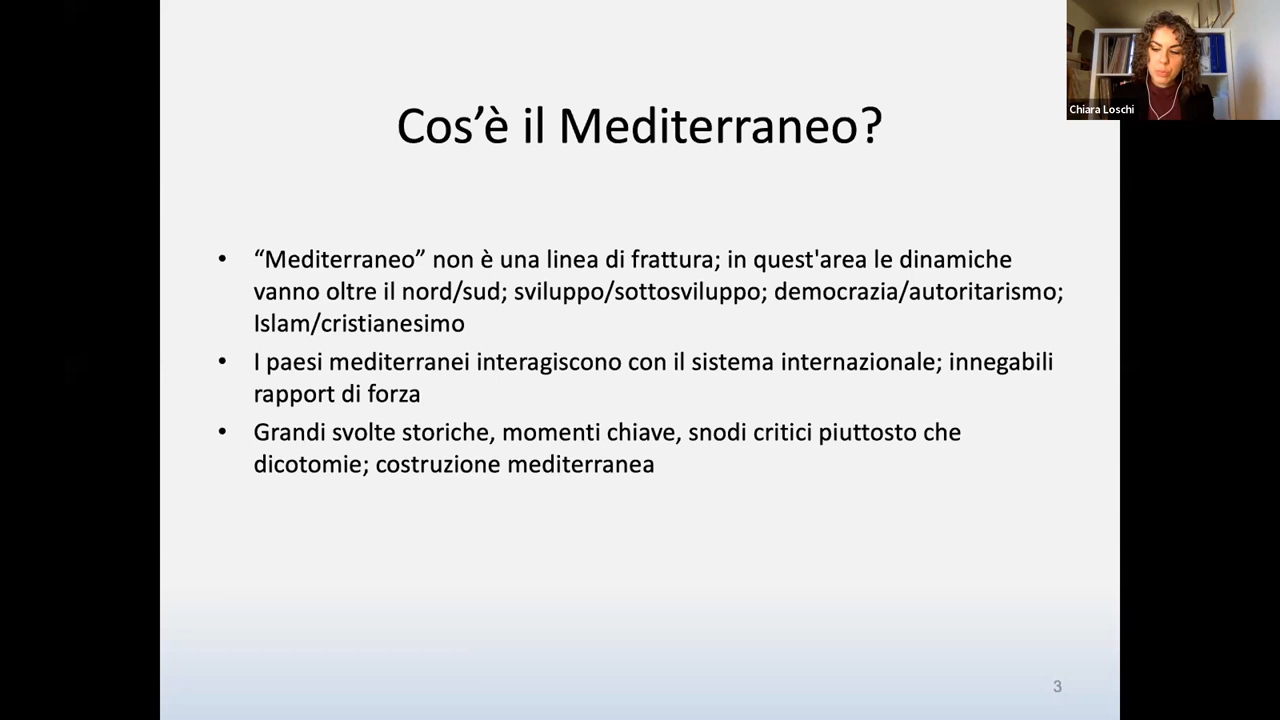 Chiara Loschi
Cos’è il Mediterraneo?
• “Mediterraneo” non è una linea di frattura; in quest'area le dinamiche
vanno oltre il nord/sud; sviluppo/sottosviluppo; democrazia/autoritarismo;
Islam/cristianesimo
• I paesi mediterranei interagiscono con il sistema internazionale; innegabili
rapport di forza
• Grandi svolte storiche, momenti chiave, snodi critici piuttosto che
dicotomie; costruzione mediterranea
3